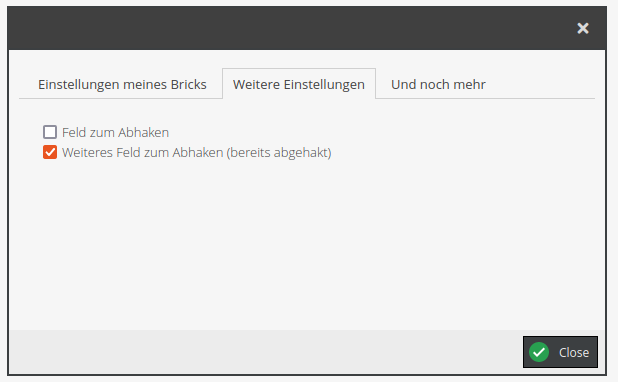 Einstellungen meines Bricks Weitere Einstellungen Und noch mehr
Feld zum Abhaken
Weiteres Feld zum Abhaken (bereits abgehakt)
Close